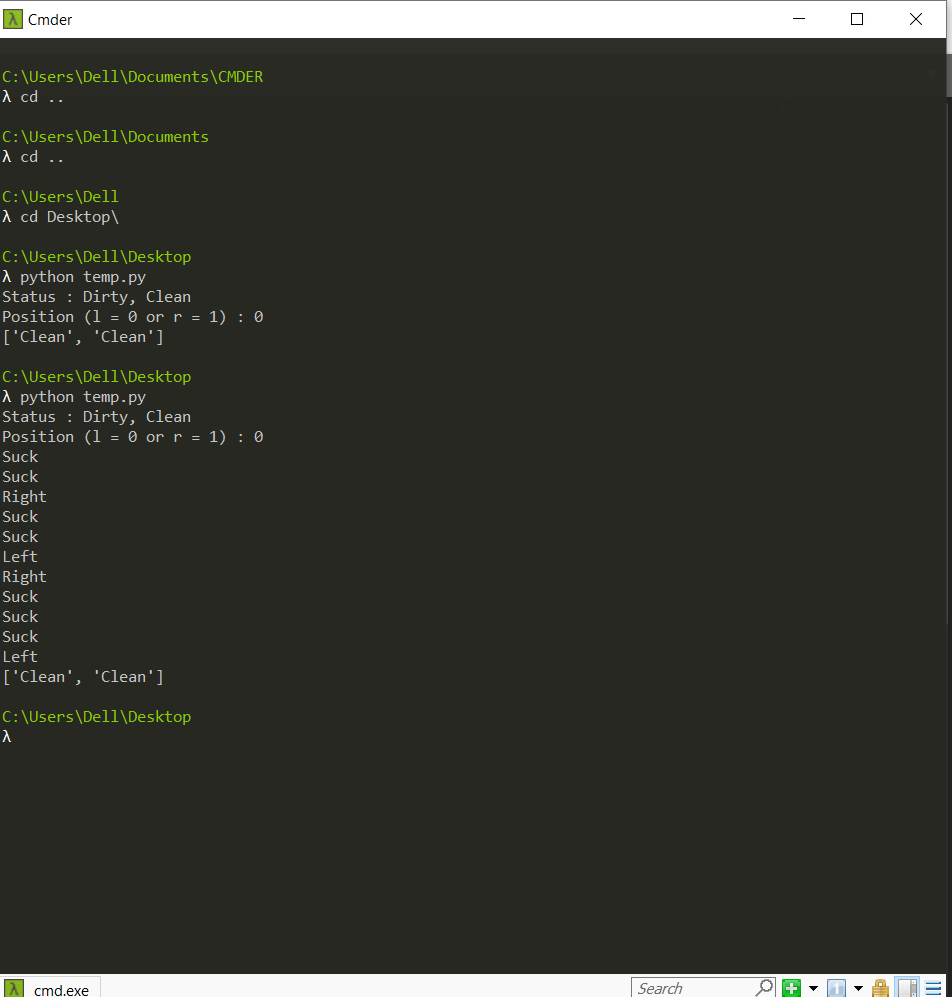 Cmder
C:\Users\Dell\Documents\CMDER
λ cd ..
C:\Users\Dell\Documents
λ cd ..
C:\Users\Dell
λ cd Desktop\
C:\Users\Dell\Desktop
λ python temp.py
Status : Dirty, Clean
Position (l = 0 or r = 1) : 0
['Clean', 'Clean']
C:\Users\Dell\Desktop
λ python temp.py
Status : Dirty, Clean
Position (l = 0 or r = 1) : 0
Suck
Suck
Right
Suck
Suck
Left
Right
Suck
Suck
Suck
Left
['Clean', 'Clean']
C:\Users\Dell\Desktop
λ
λ cmd.exe Search